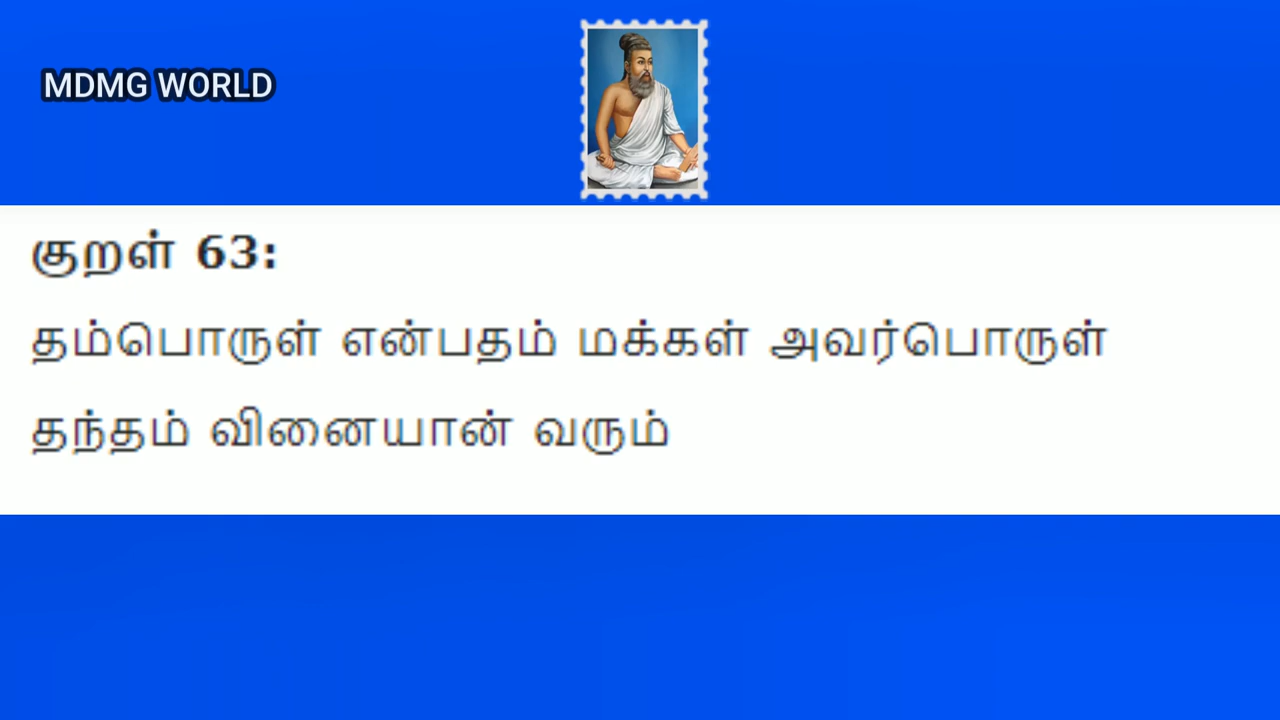 MDMG WORLD
குறள் 63:
தம்பொருள் என்பதம் மக்கள் அவர்பொருள்
தந்தம் வினையான் வரும்